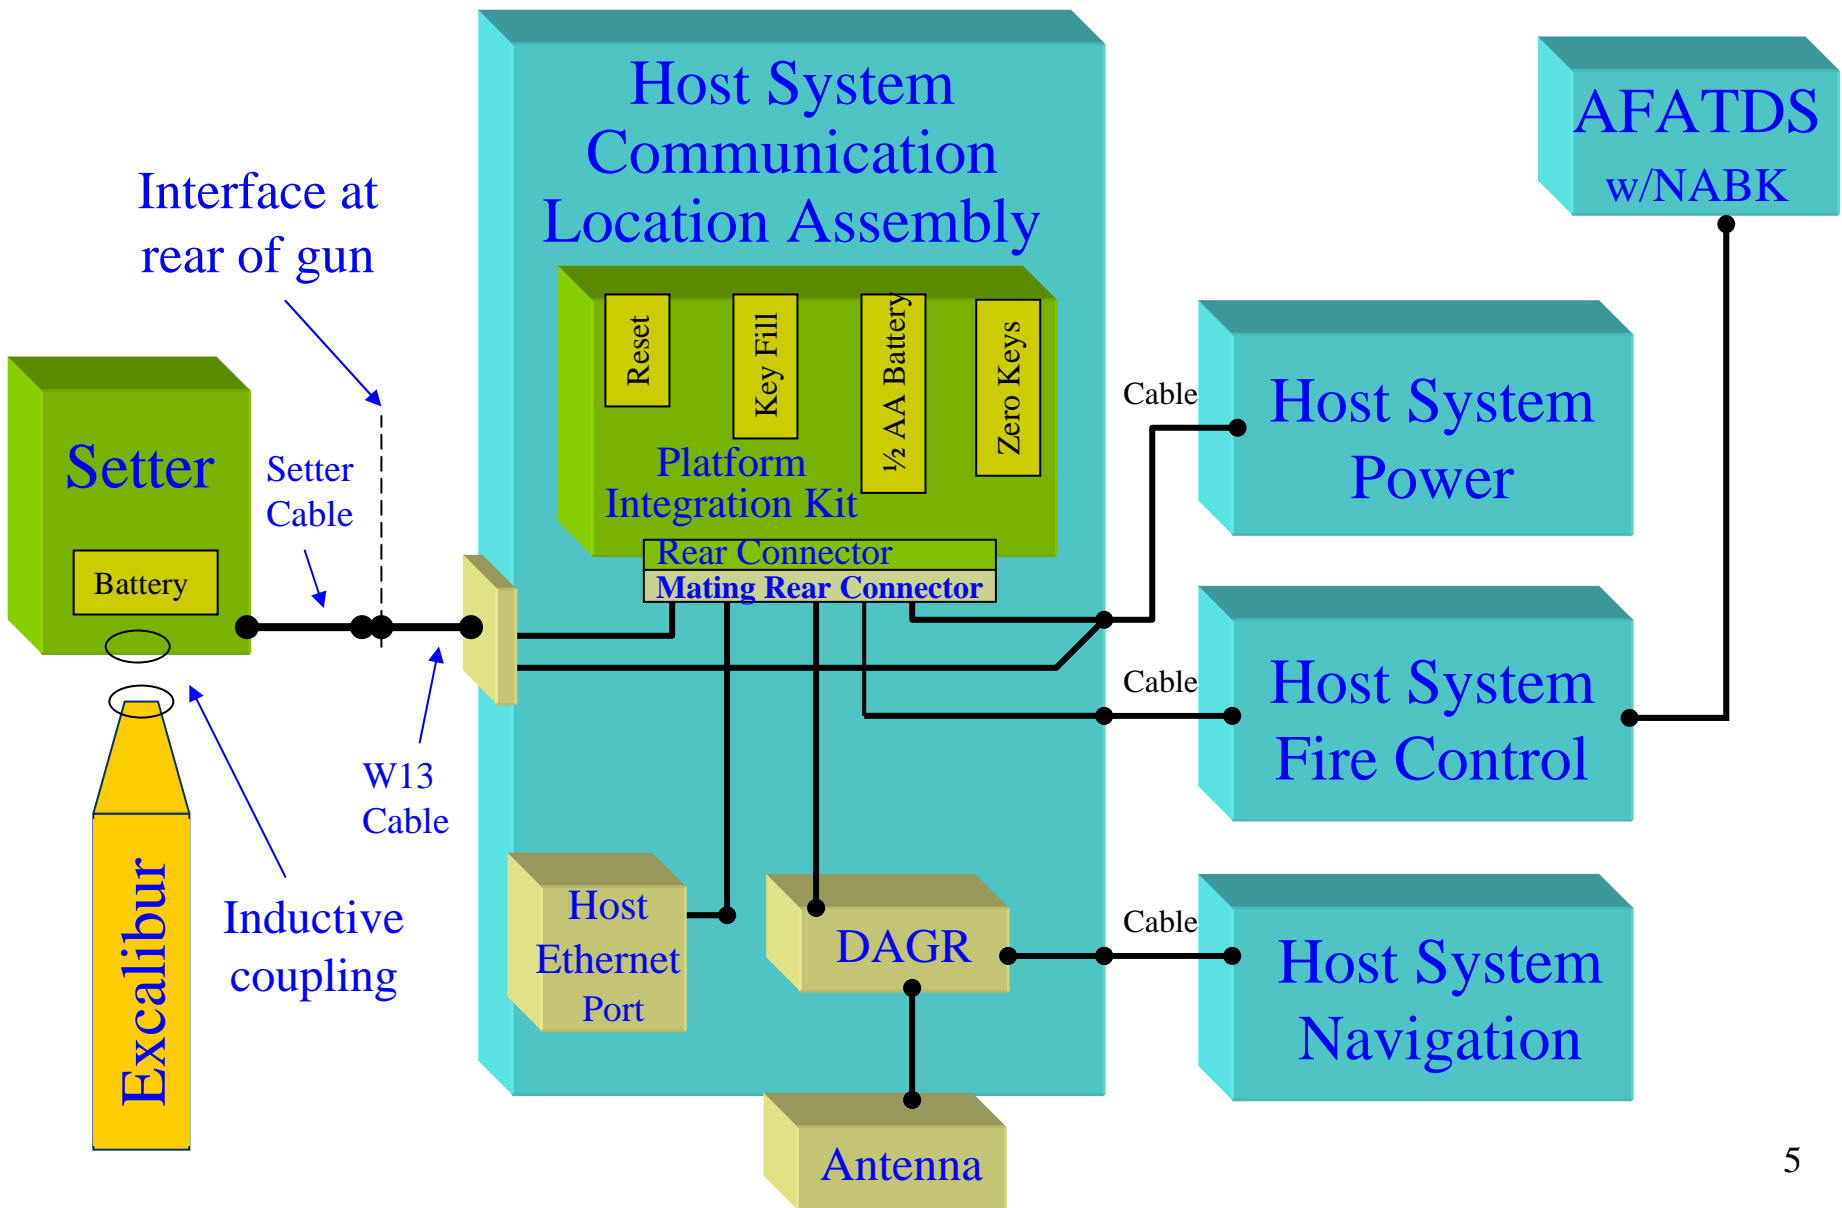 Host System
Communication
Location Assembly
AFATDS
w/NABK
Interface at
rear of gun
Reset
Key Fill
½ AA Battery
Zero Keys
Platform
Integration Kit
Rear Connector
Mating Rear Connector
Setter
Battery
Setter
Cable
W13
Cable
Inductive
coupling
Excalibur
Host
Ethernet
Port
DAGR
Antenna
Cable
Host System
Power
Cable
Host System
Fire Control
Cable
Host System
Navigation
5